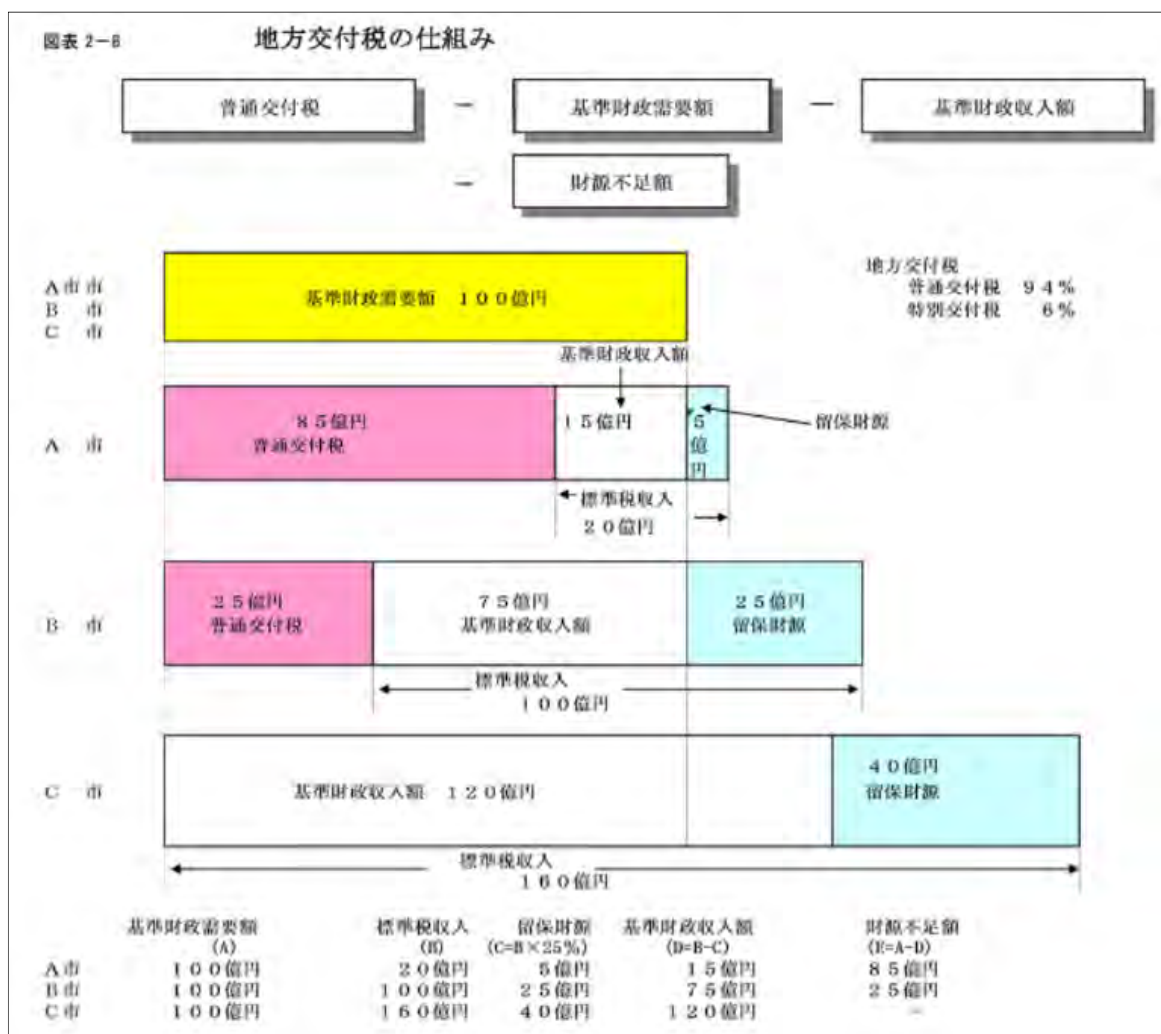 図表 2-6 地方交付税の仕組み
普通交付税 － 基準財政需要額 － 基準財政収入額
－ 財源不足額
A市市
B 市
C 市
基準財政需要額 100億円
地方交付税
普通交付税 94%
特別交付税 6%
基準財政収入額
A 市
85億円
普通交付税
15億円
5
億
円
留保財源
標準税収入
20億円
B 市
25億円
普通交付税
75億円
基準財政収入額
25億円
留保財源
標準税収入
100億円
C 市
基準財政収入額 120億円
40億円
留保財源
標準税収入
160億円
基準財政需要額 標準税収入 留保財源 基準財政収入額 財源不足額
(A) (B) (C=B×25%) (D=B-C) (E=A-D)
A市 100億円 20億円 5億円 15億円 85億円
B市 100億円 100億円 25億円 75億円 25億円
C市 100億円 160億円 40億円 120億円 －